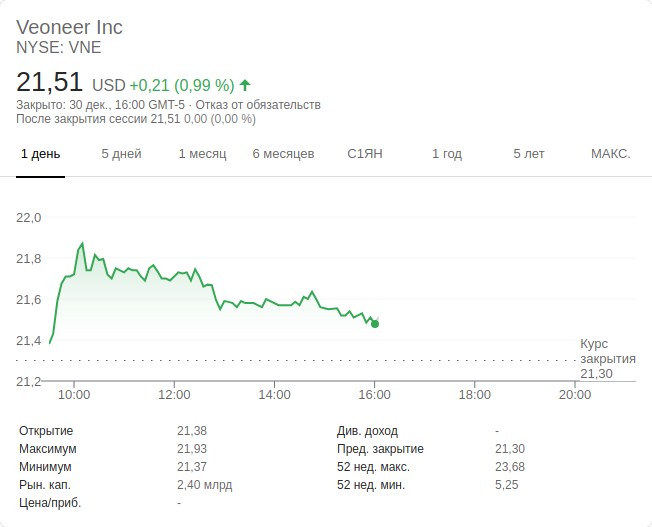 Veoneer Inc
NYSE: VNE
21,51 USD +0,21 (0,99 %)
Закрыто: 30 дек., 16:00 GMT-5 · Отказ от обязательств
После закрытия сессии 21,51 0,00 (0,00 %)
1 день 5 дней 1 месяц 6 месяцев С1ЯН 1 год 5 лет МАКС.
22,0
21,8
21,6
21,4
Курс
закрытия
21,30
21,2
10:00 12:00 14:00 16:00 18:00 20:00
Открытие 21,38 Див. доход -
Максимум 21,93 Пред. закрытие 21,30
Минимум 21,37 52 нед. макс. 23,68
Рын. кап. 2,40 млрд 52 нед. мин. 5,25
Цена/приб. -